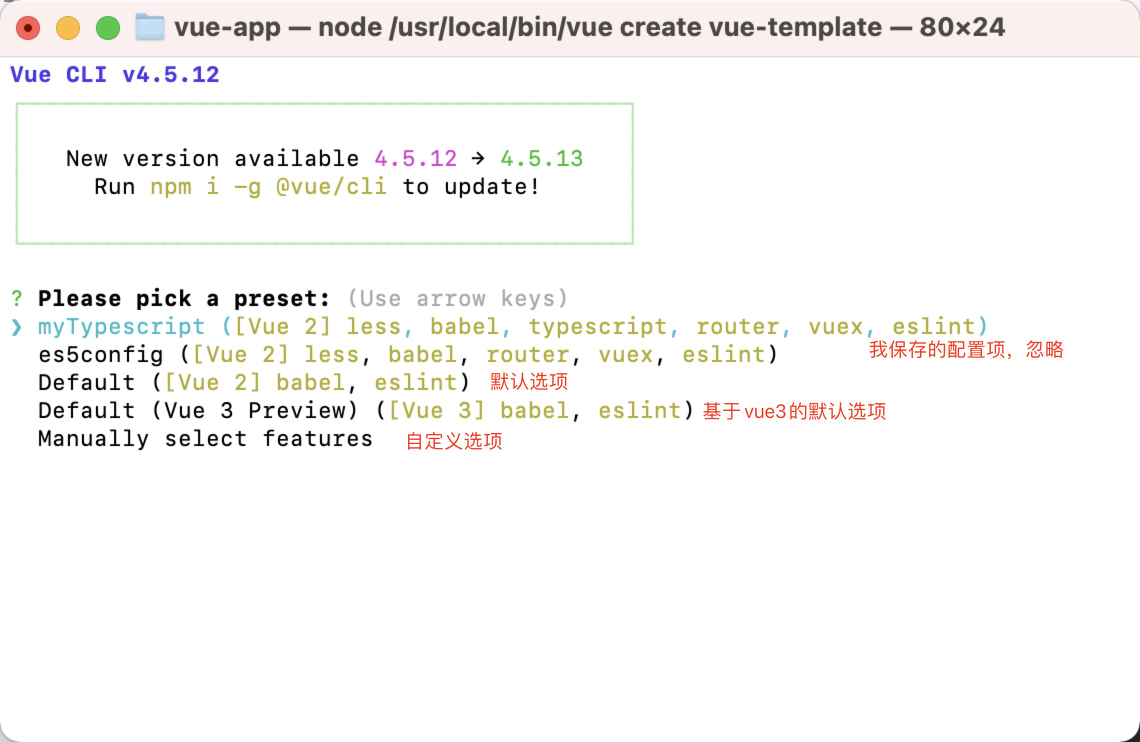 vue-app — node /usr/local/bin/vue create vue-template — 80×24
Vue CLI v4.5.12
New version available 4.5.12 → 4.5.13
Run npm i -g @vue/cli to update!
? Please pick a preset: (Use arrow keys)
❯ myTypescript ([Vue 2] less, babel, typescript, router, vuex, eslint)
我保存的配置项，忽略
es5config ([Vue 2] less, babel, router, vuex, eslint)
Default ([Vue 2] babel, eslint) 默认选项
Default (Vue 3 Preview) ([Vue 3] babel, eslint) 基于vue3的默认选项
Manually select features 自定义选项